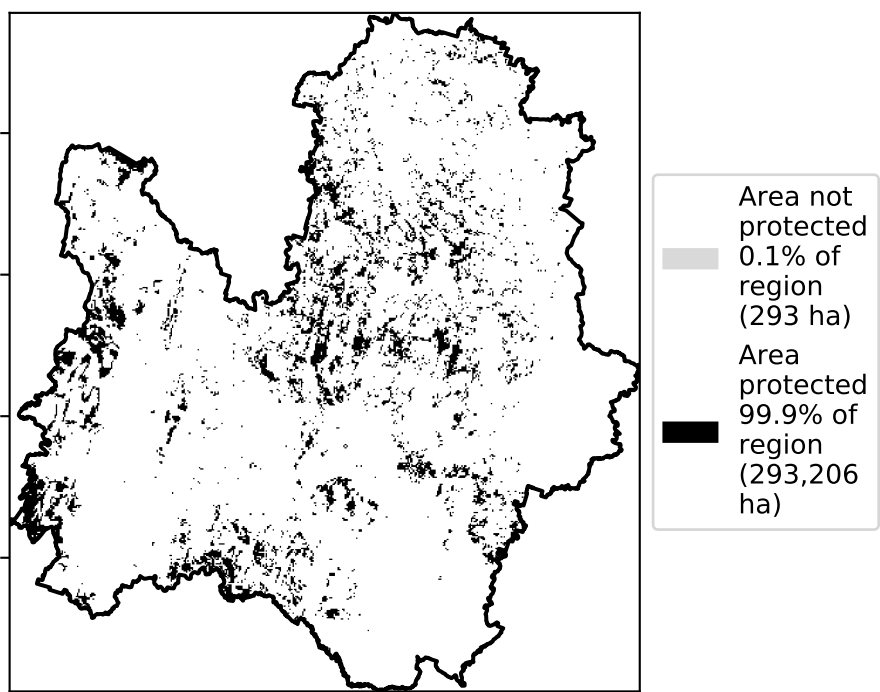 Area not
protected
0.1% of
region
(293 ha)
Area
protected
99.9% of
region
(293,206
ha)